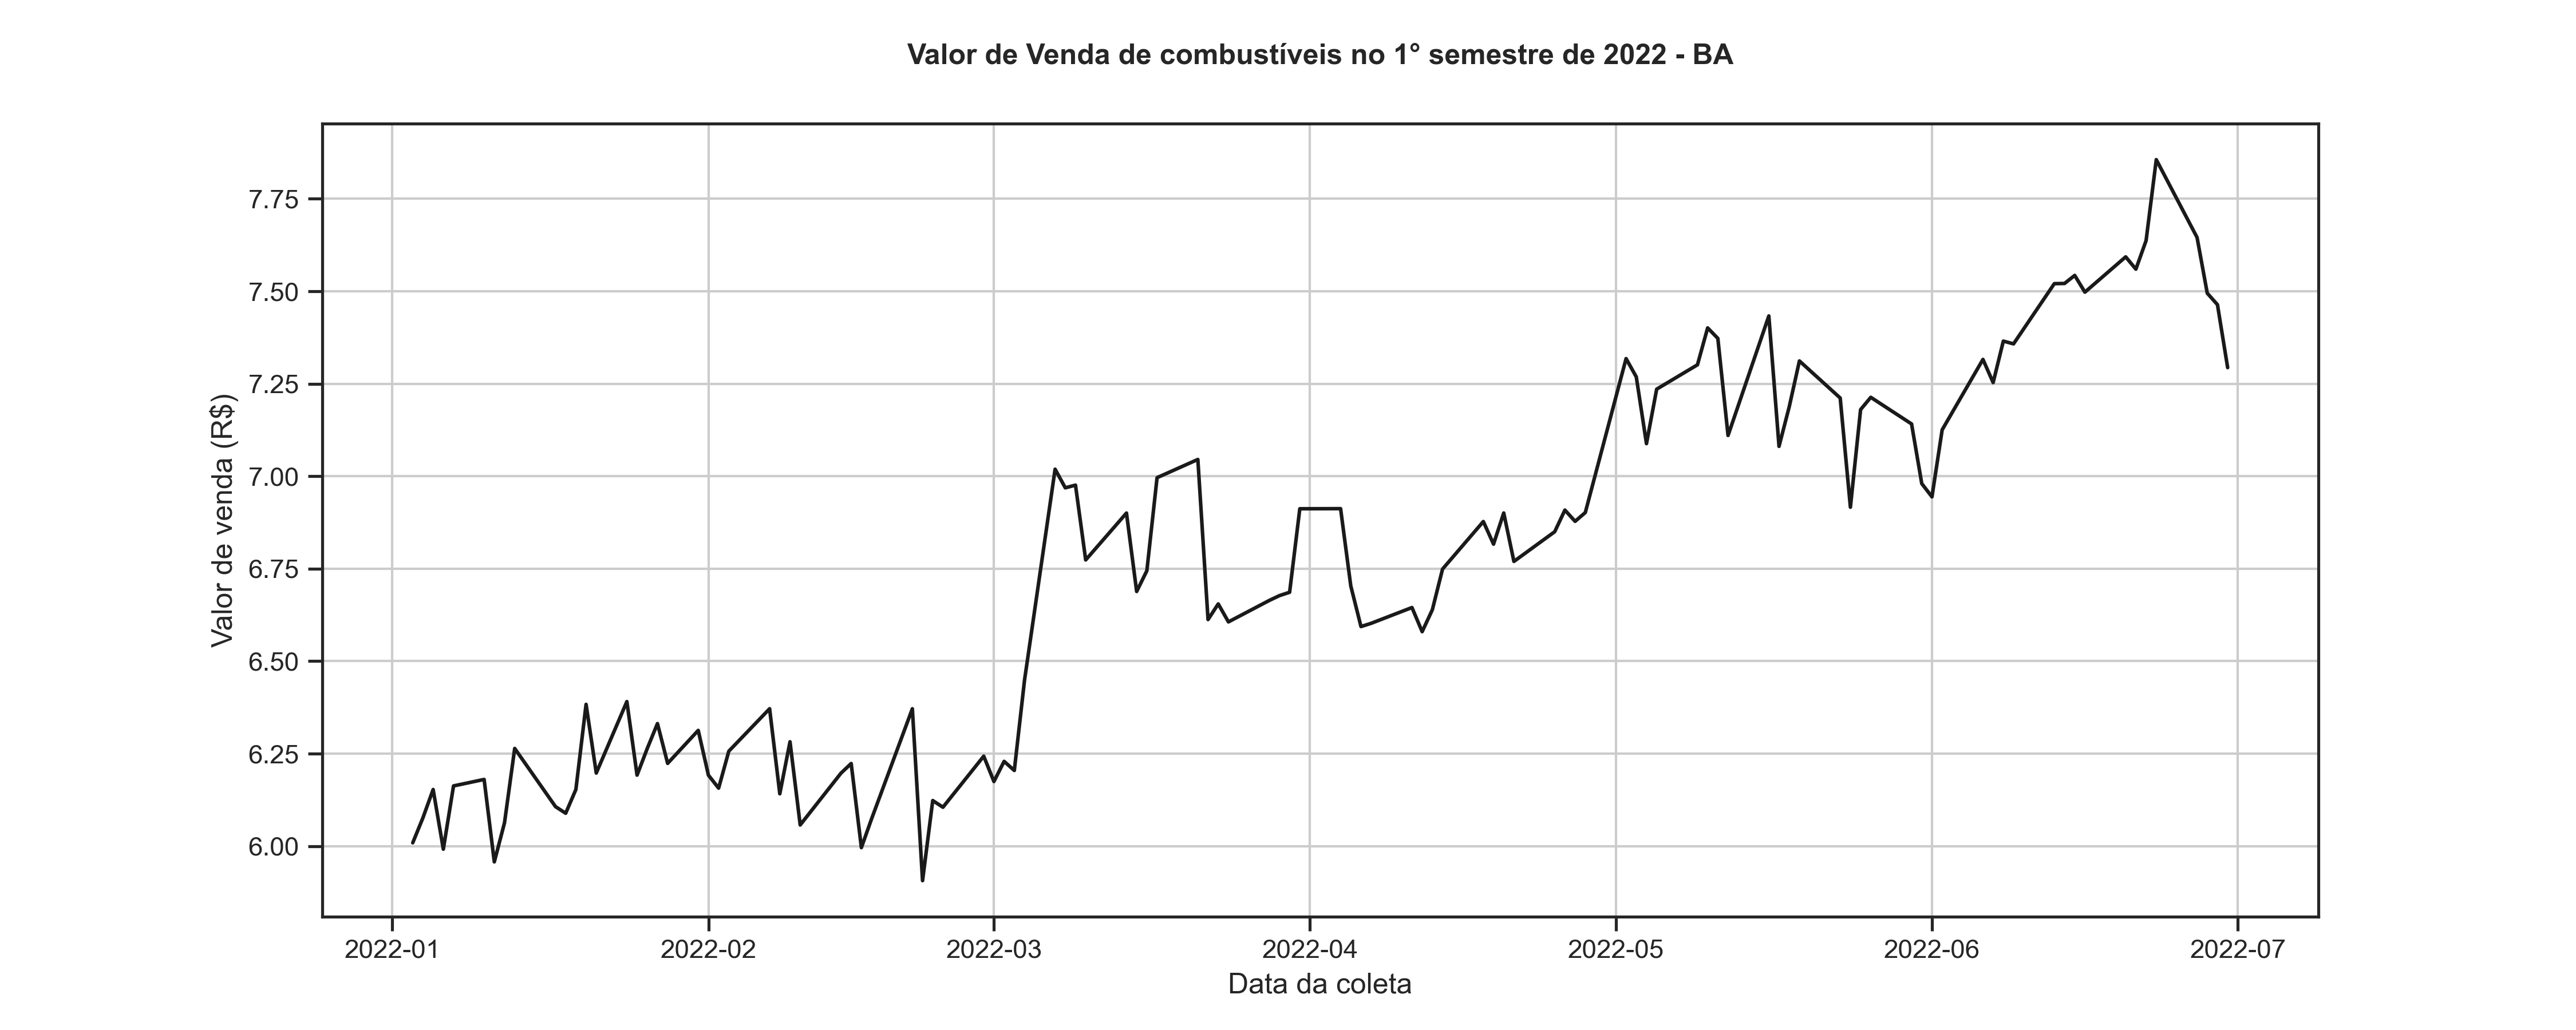 Valor de Venda de combustíveis no 1° semestre de 2022 - BA
Valor de venda (R$)
7.75
7.50
7.25
7.00
6.75
6.50
6.25
6.00
2022-01 2022-02 2022-03 2022-04 2022-05 2022-06 2022-07
Data da coleta